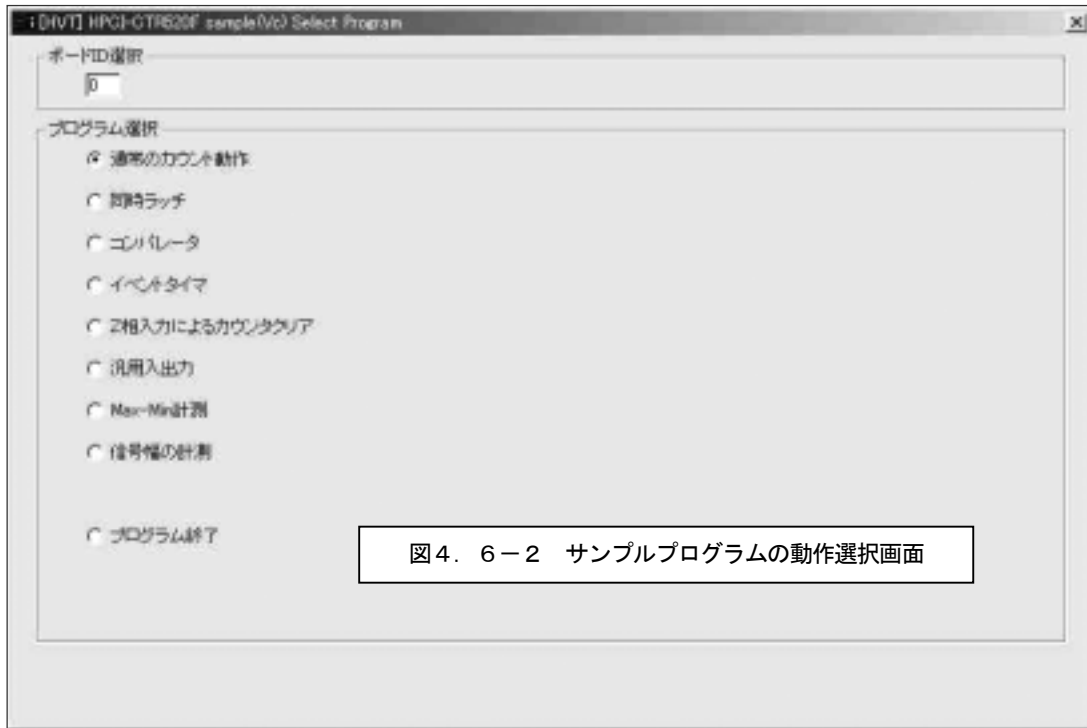 [HVT] HPCI-CTR620F sample(Vc) Select Program
ボードID選択
0
プログラム選択
通常のカウント動作
同時ラッチ
コンパレータ
イベントタイマ
Z相入力によるカウンタクリア
汎用入出力
Max-Min計測
信号幅の計測
プログラム終了
図4．6－2　サンプルプログラムの動作選択画面